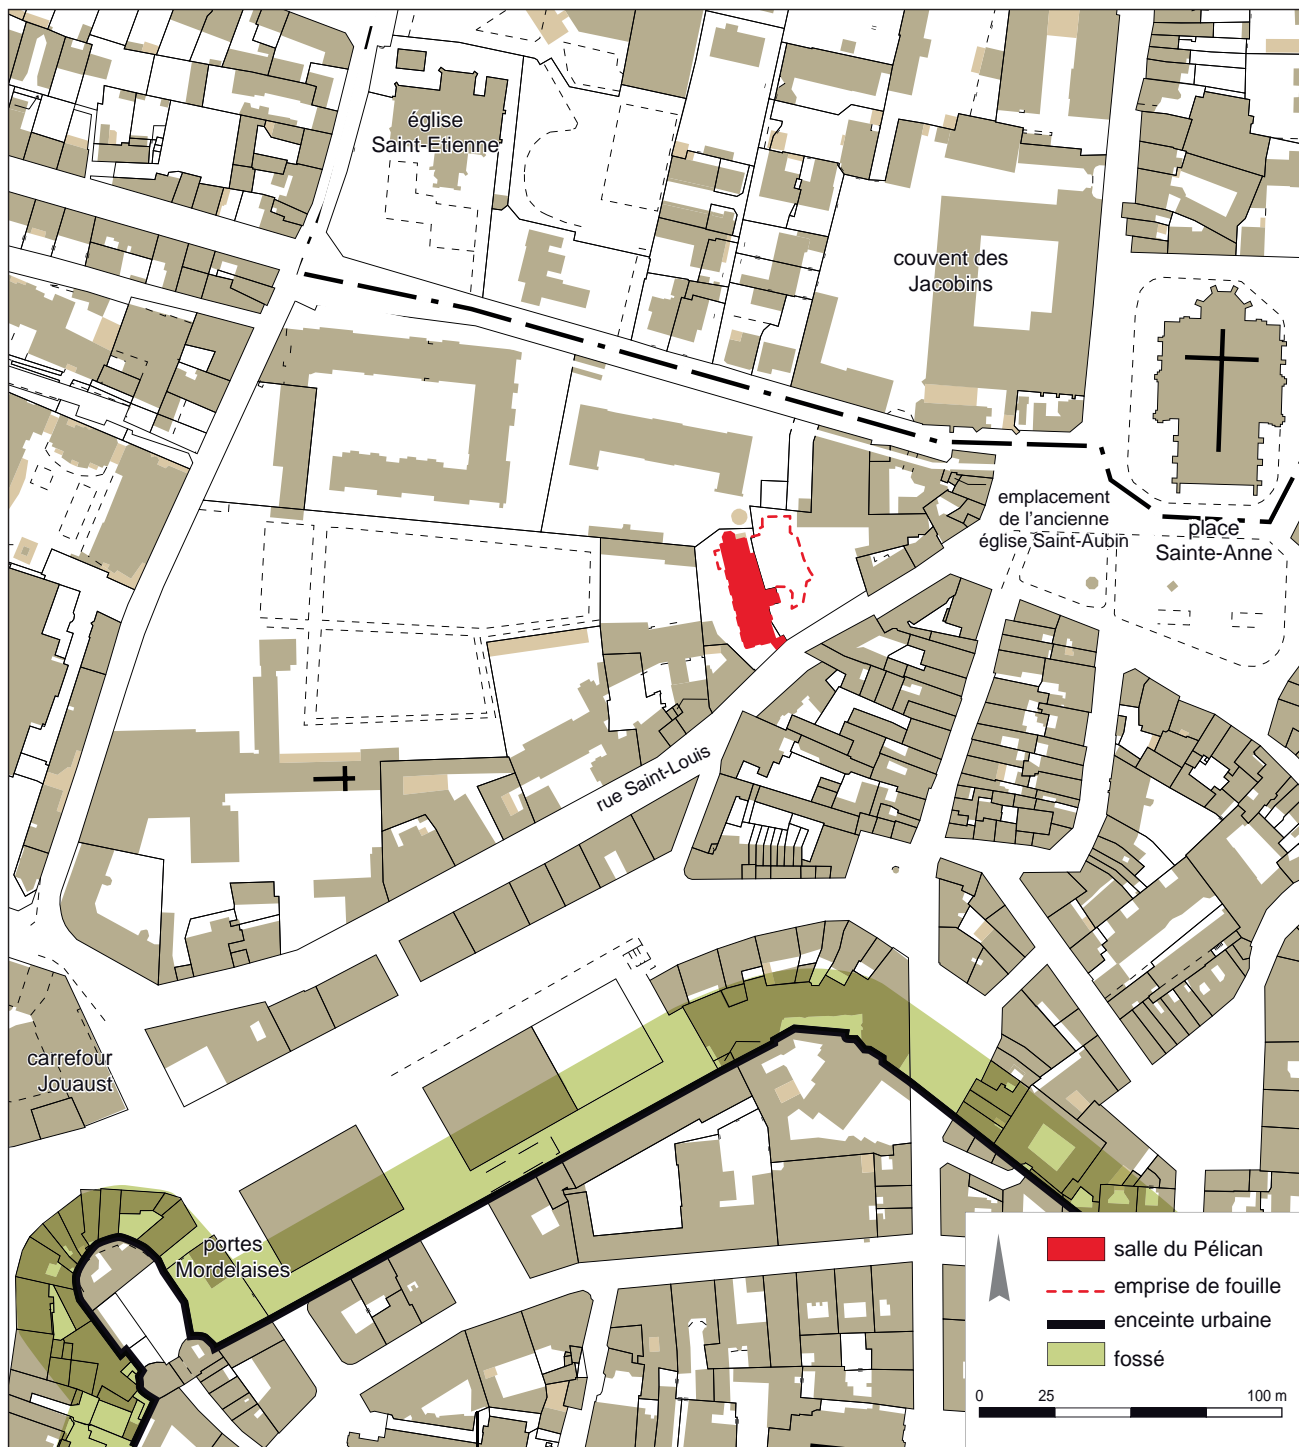 église
Saint-Etienne
couvent des
Jacobins
emplacement
de l'ancienne
église Saint-Aubin
place
Sainte-Anne
rue Saint-Louis
carrefour
Jouaust
portes
Mordelaises
salle du Pélican
emprise de fouille
enceinte urbaine
fossé
0 25 100 m